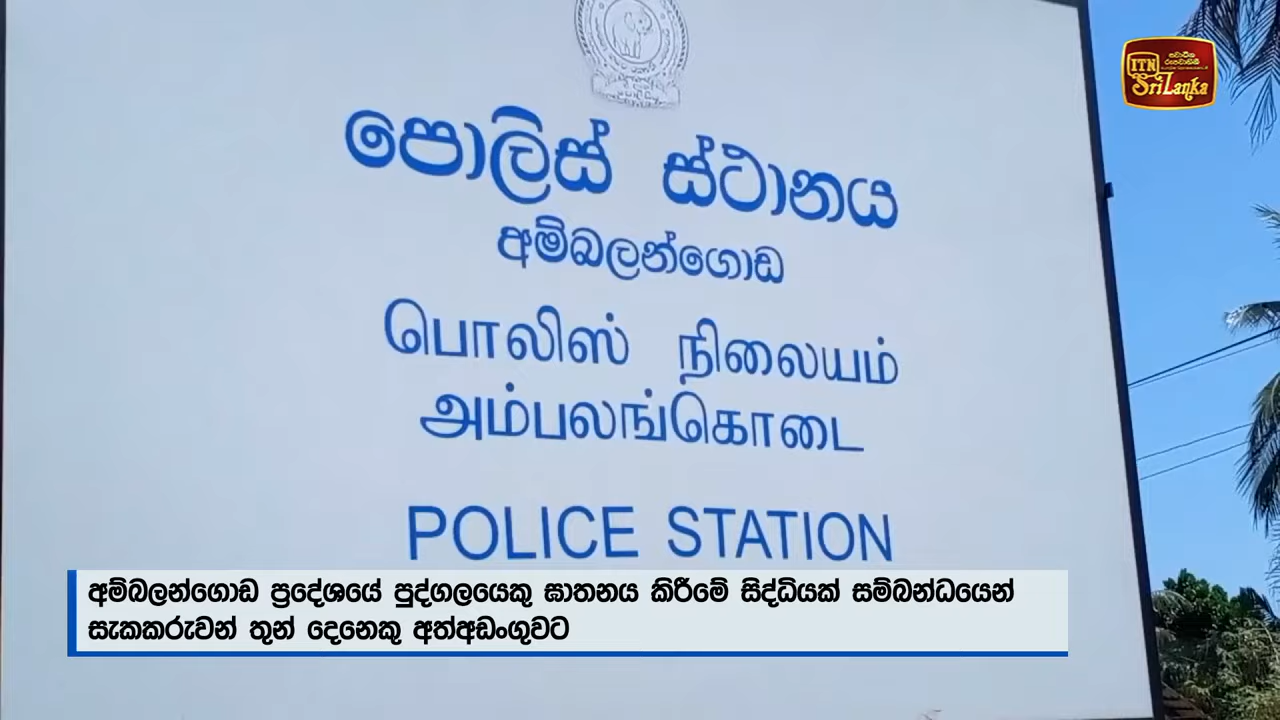 ITN
SriLanka
පොලිස් ස්ථානය
අම්බලන්ගොඩ
பொலிஸ் நிலையம்
அம்பலங்கொடை
POLICE STATION
අම්බලන්ගොඩ ප්‍රදේශයේ පුද්ගලයෙකු ඝාතනය කිරීමේ සිද්ධියක් සම්බන්ධයෙන්
සැකකරුවන් තුන් දෙනෙකු අත්අඩංගුවට